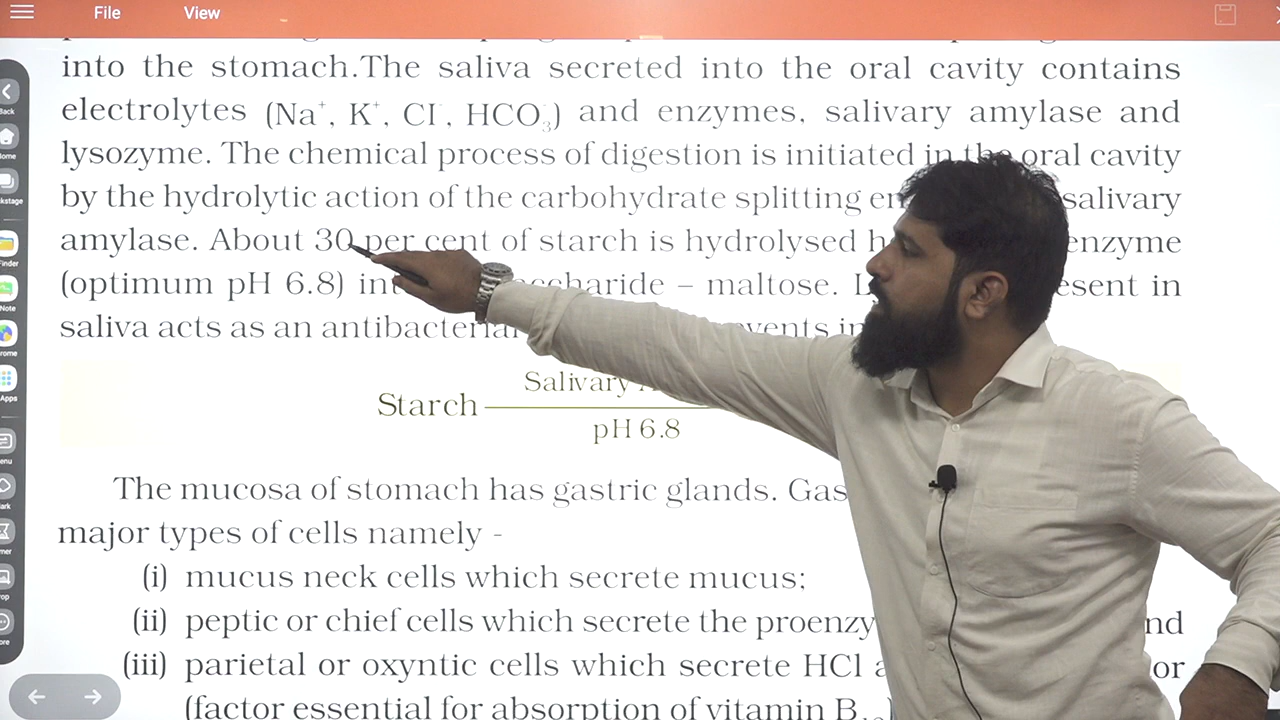 File View
into the stomach.The saliva secreted into the oral cavity contains
electrolytes (Na⁺, K⁺, Cl⁻, HCO₃⁻) and enzymes, salivary amylase and
lysozyme. The chemical process of digestion is initiated in the oral cavity
by the hydrolytic action of the carbohydrate splitting salivary
amylase. About 30 per cent of starch is hydrolysed enzyme
(optimum pH 6.8) – maltose. in
saliva acts as an
Salivary
Starch
pH 6.8
The mucosa of stomach has gastric glands.
major types of cells namely -
(i) mucus neck cells which secrete mucus;
(ii) peptic or chief cells which secrete the
(iii) parietal or oxyntic cells which secrete HCl
(factor essential for absorption of vitamin B
Back
Note
Apps